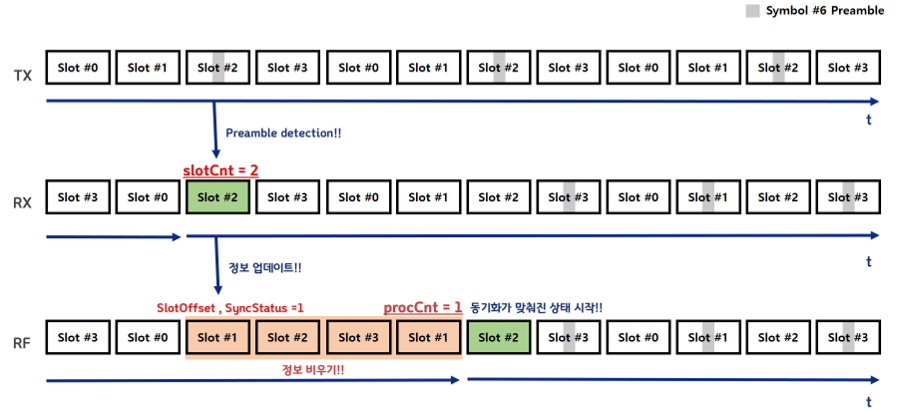 Symbol #6 Preamble
TX
Slot #0 Slot #1 Slot #2 Slot #3 Slot #0 Slot #1 Slot #2 Slot #3 Slot #0 Slot #1 Slot #2 Slot #3
t
Preamble detection!!
slotCnt = 2
RX
Slot #3 Slot #0 Slot #2 Slot #3 Slot #0 Slot #1 Slot #2 Slot #3 Slot #0 Slot #1 Slot #2 Slot #3
t
정보 업데이트!!
SlotOffset , SyncStatus =1
procCnt = 1
동기화가 맞춰진 상태 시작!!
RF
Slot #3 Slot #0 Slot #1 Slot #2 Slot #3 Slot #1 Slot #2 Slot #3 Slot #0 Slot #1 Slot #2 Slot #3
정보 비우기!!
t